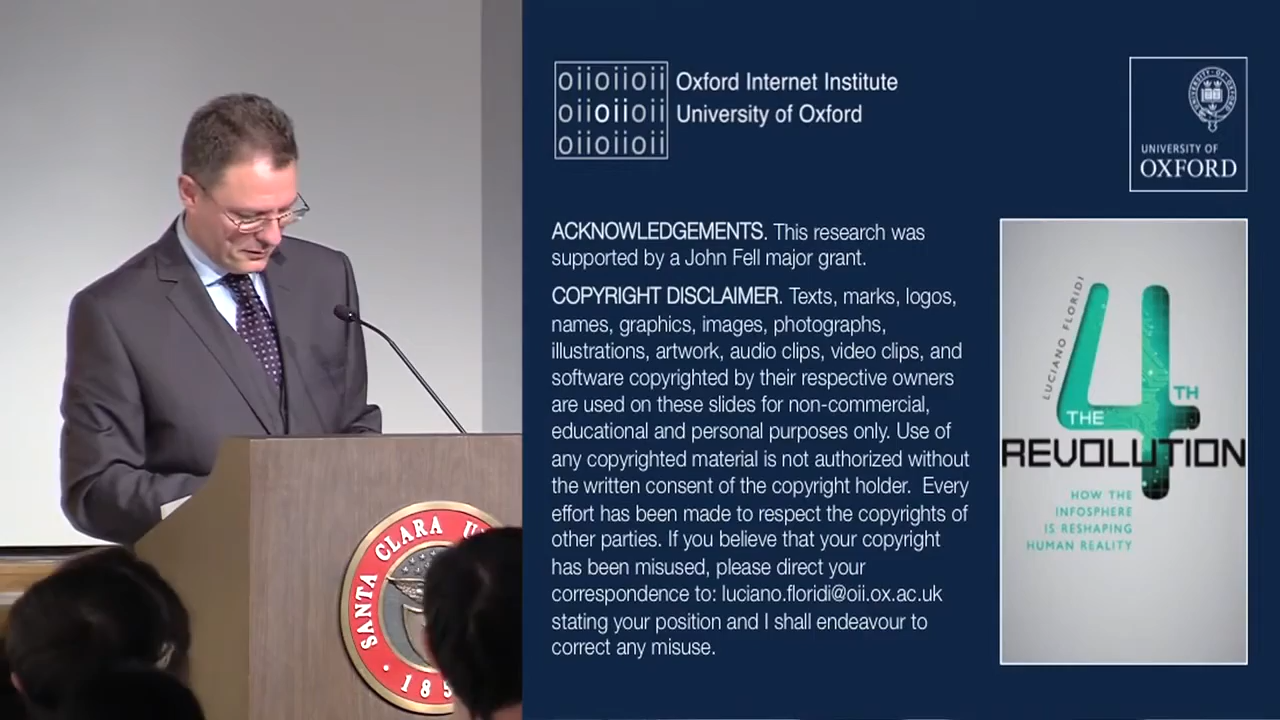 oiioiioii
oiioiioii
oiioiioii
Oxford Internet Institute
University of Oxford
UNIVERSITY OF
OXFORD
ACKNOWLEDGEMENTS. This research was
supported by a John Fell major grant.
COPYRIGHT DISCLAIMER. Texts, marks, logos,
names, graphics, images, photographs,
illustrations, artwork, audio clips, video clips, and
software copyrighted by their respective owners
are used on these slides for non-commercial,
educational and personal purposes only. Use of
any copyrighted material is not authorized without
the written consent of the copyright holder.  Every
effort has been made to respect the copyrights of
other parties. If you believe that your copyright
has been misused, please direct your
correspondence to: luciano.floridi@oii.ox.ac.uk
stating your position and I shall endeavour to
correct any misuse.
LUCIANO FLORIDI
THE 4TH
REVOLUTION
HOW THE
INFOSPHERE
IS RESHAPING
HUMAN REALITY
SANTA CLARA U
185